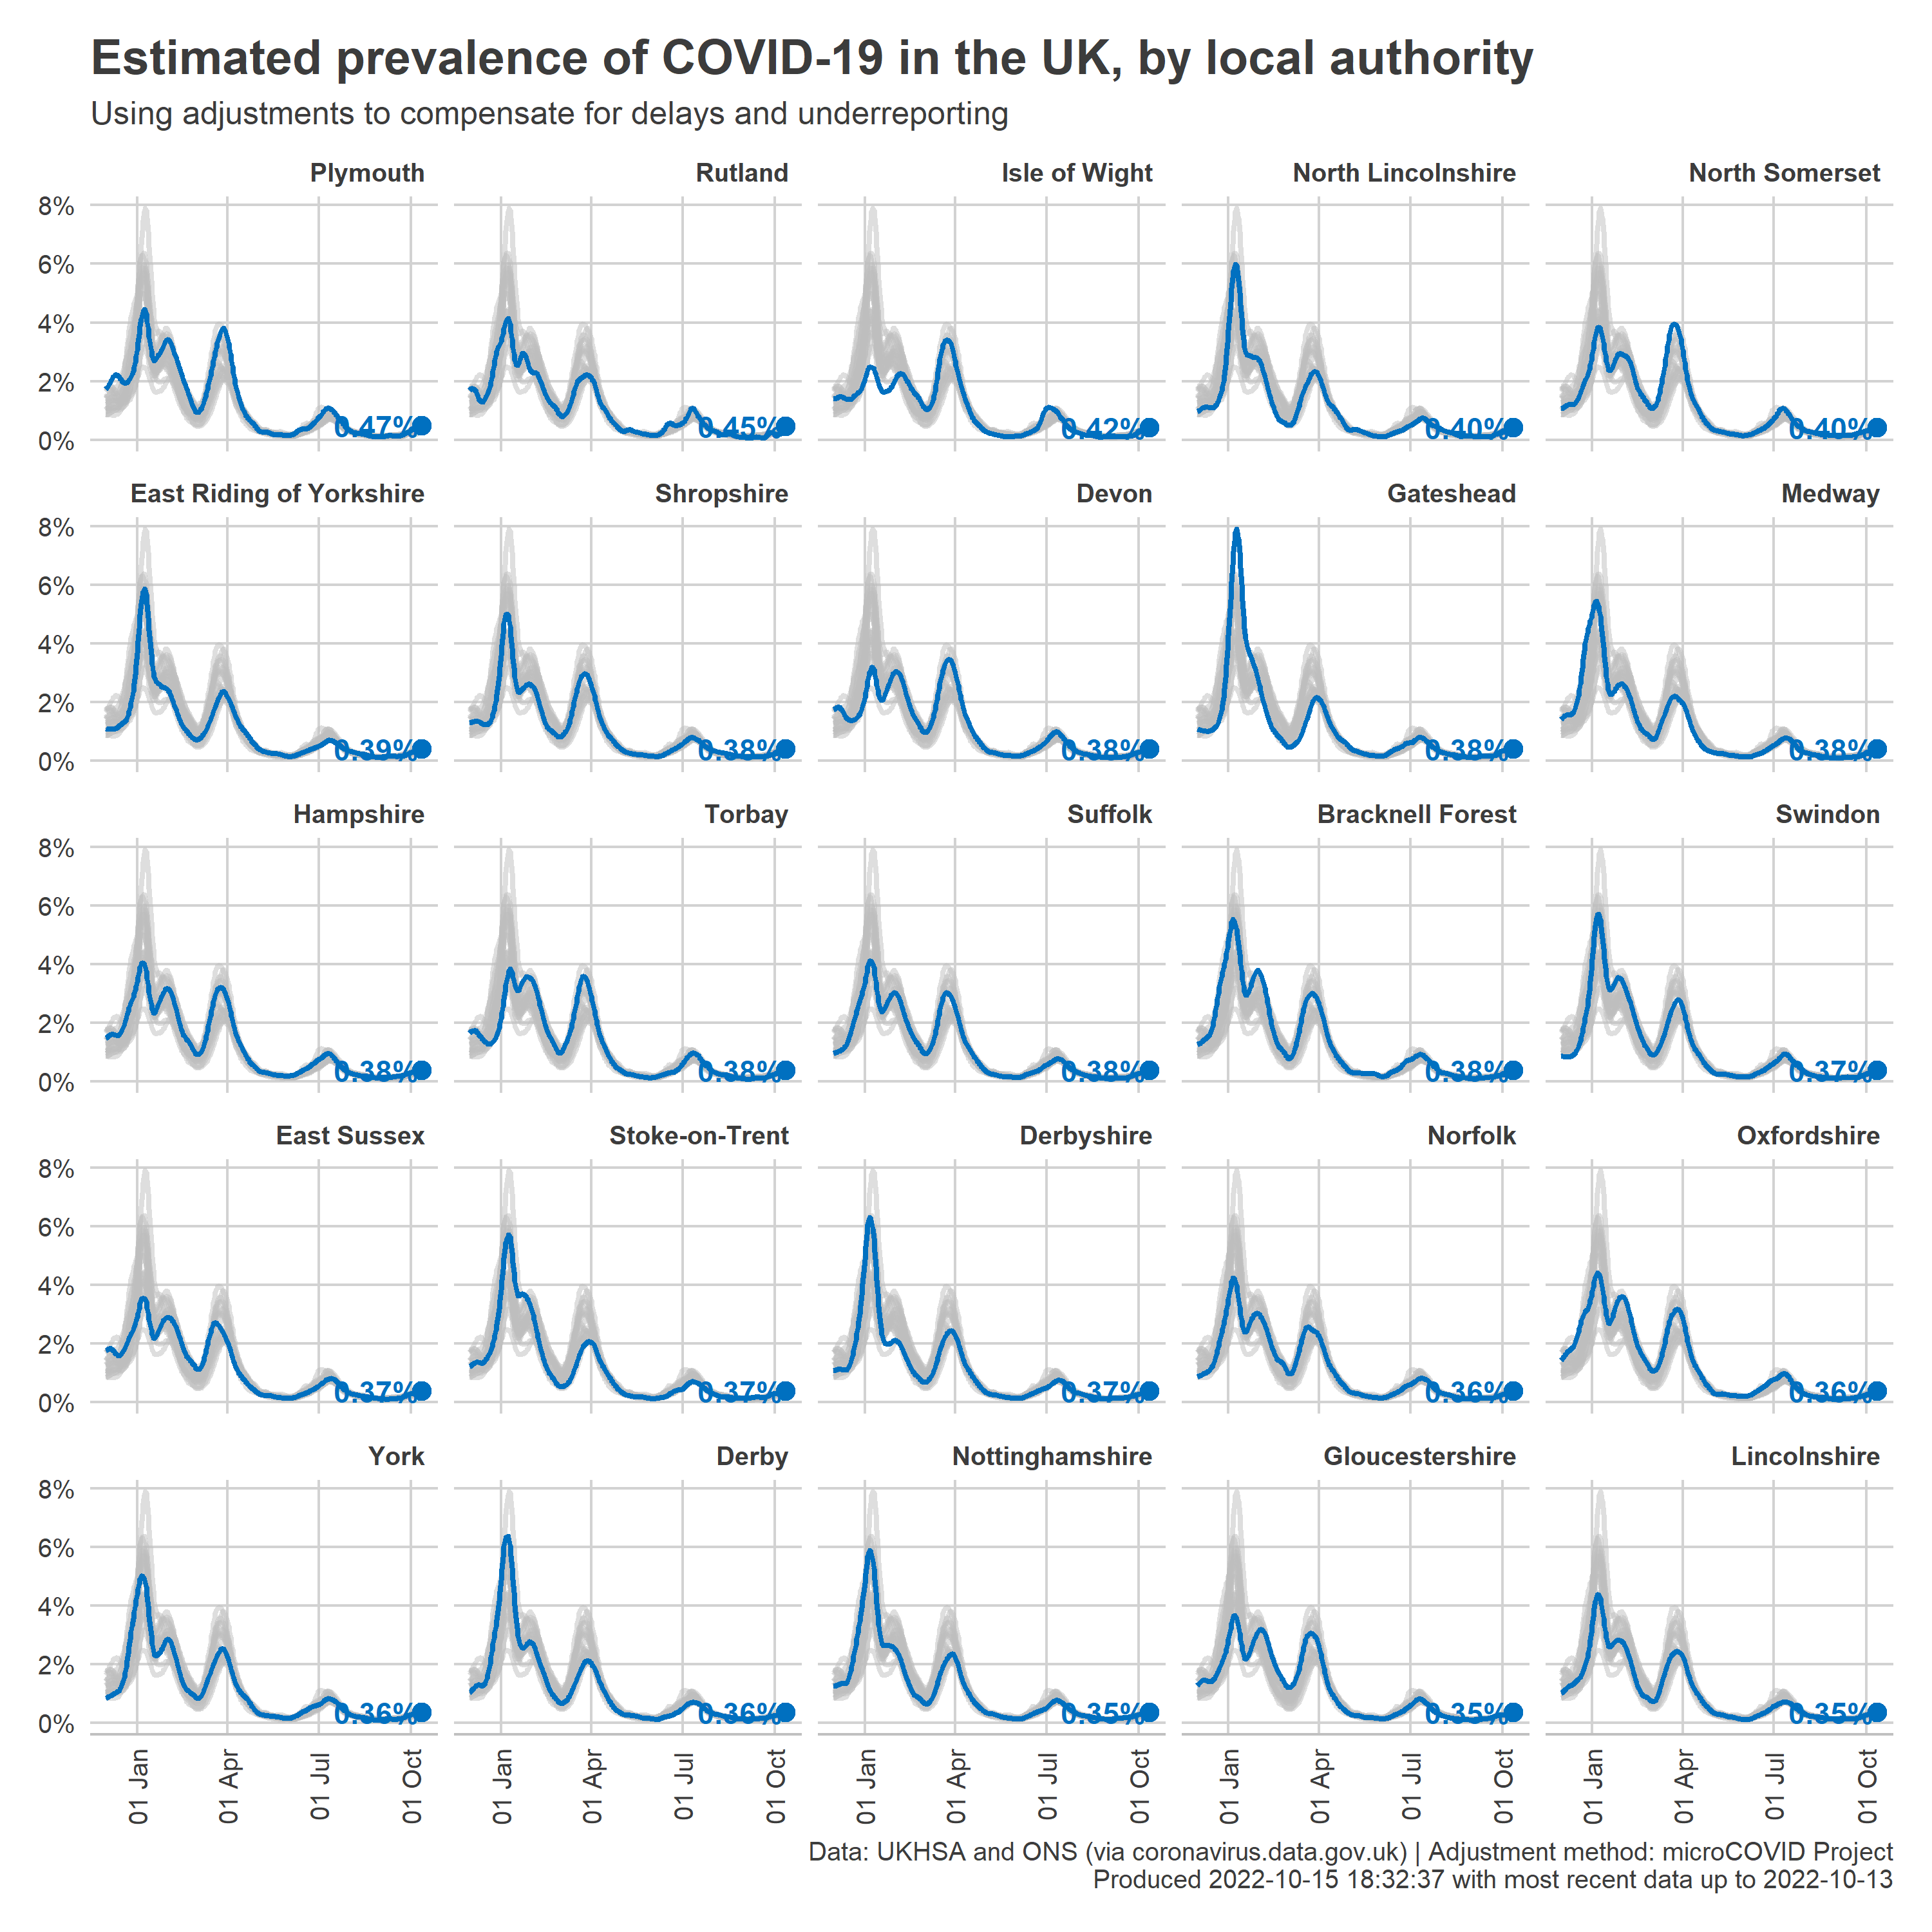 Estimated prevalence of COVID-19 in the UK, by local authority
Using adjustments to compensate for delays and underreporting
Plymouth Rutland Isle of Wight North Lincolnshire North Somerset
8%
6%
4%
2%
0%
0.47% 0.45% 0.42% 0.40% 0.40%
East Riding of Yorkshire Shropshire Devon Gateshead Medway
8%
6%
4%
2%
0%
0.39% 0.38% 0.38% 0.38% 0.38%
Hampshire Torbay Suffolk Bracknell Forest Swindon
8%
6%
4%
2%
0%
0.38% 0.38% 0.38% 0.38% 0.37%
East Sussex Stoke-on-Trent Derbyshire Norfolk Oxfordshire
8%
6%
4%
2%
0%
0.37% 0.37% 0.37% 0.36% 0.36%
York Derby Nottinghamshire Gloucestershire Lincolnshire
8%
6%
4%
2%
0%
0.36% 0.36% 0.35% 0.35% 0.35%
01 Jan 01 Apr 01 Jul 01 Oct 01 Jan 01 Apr 01 Jul 01 Oct 01 Jan 01 Apr 01 Jul 01 Oct 01 Jan 01 Apr 01 Jul 01 Oct 01 Jan 01 Apr 01 Jul 01 Oct
Data: UKHSA and ONS (via coronavirus.data.gov.uk) | Adjustment method: microCOVID Project
Produced 2022-10-15 18:32:37 with most recent data up to 2022-10-13